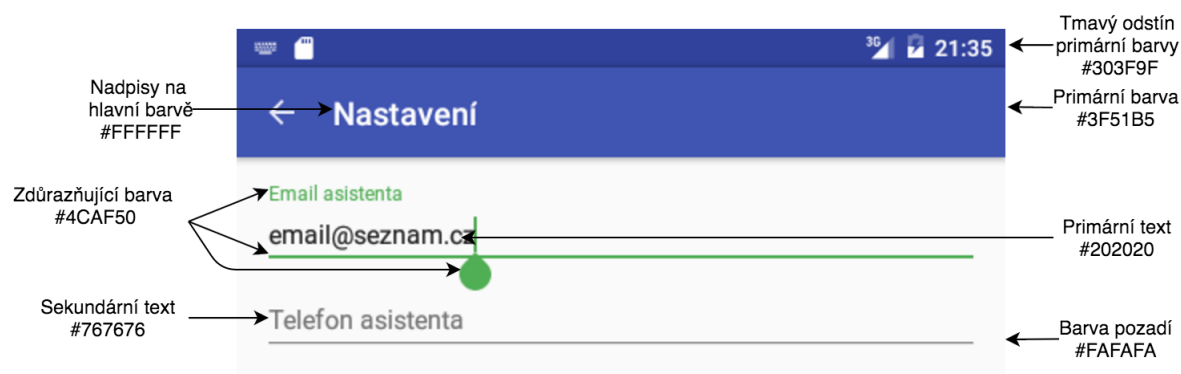 Tmavý odstín
primární barvy
#303F9F
3G 21:35
Nadpisy na
hlavní barvě
#FFFFFF
Nastavení
Primární barva
#3F51B5
Zdůrazňující barva
#4CAF50
Email asistenta
email@seznam.cz
Primární text
#202020
Sekundární text
#767676
Telefon asistenta
Barva pozadí
#FAFAFA